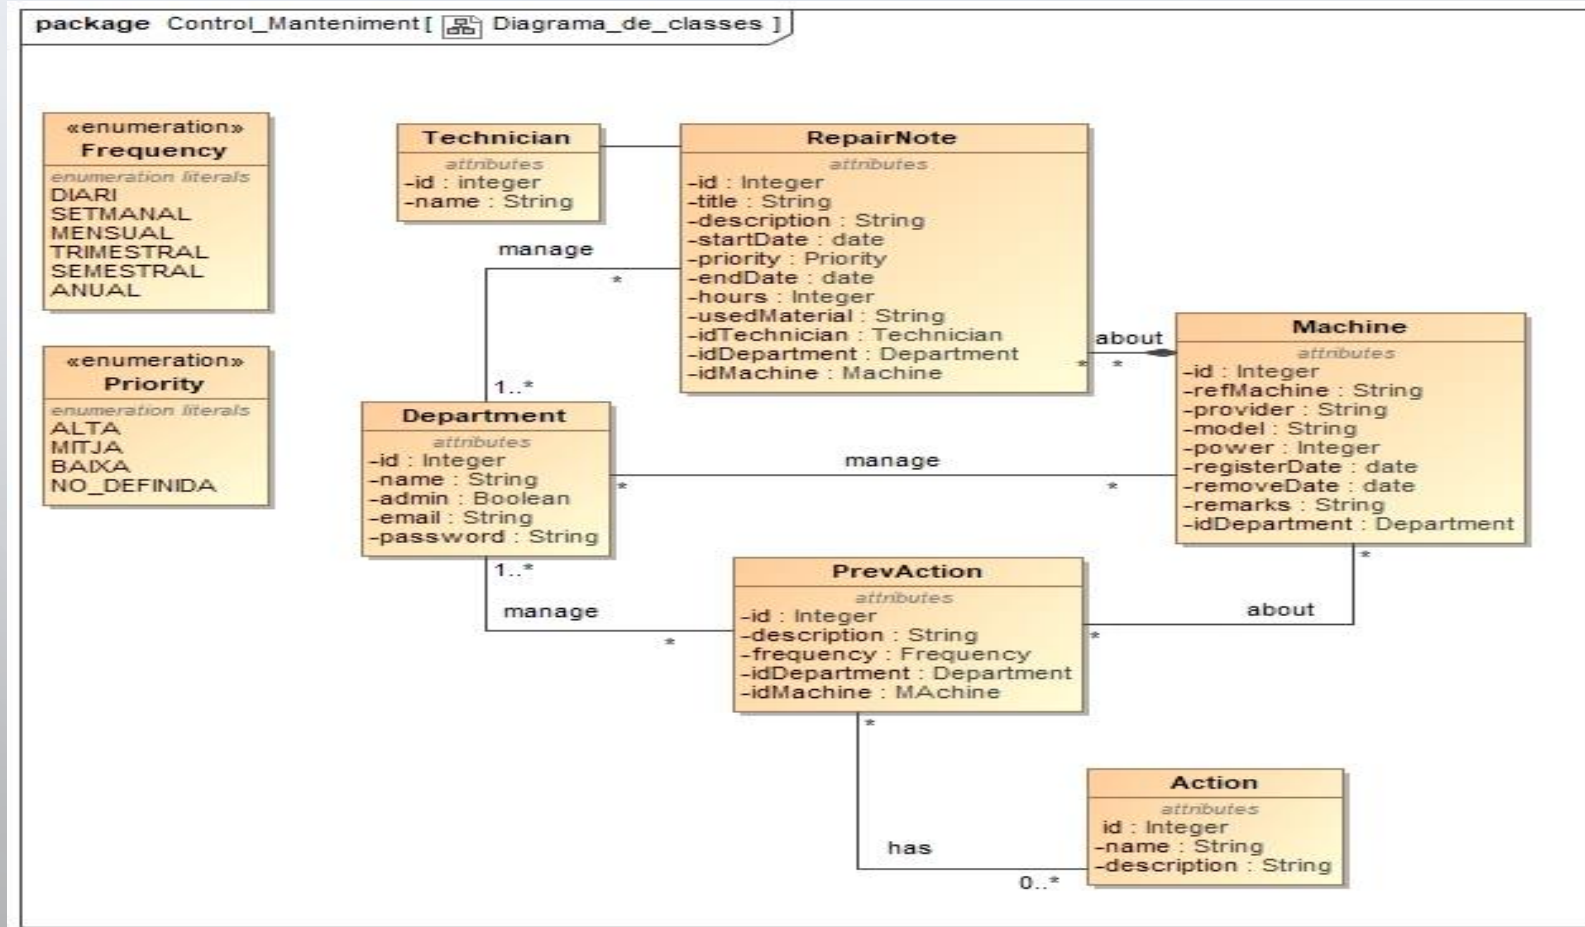 package Control_Manteniment[ Diagrama_de_classes ]
«enumeration»
Frequency
enumeration literals
DIARI
SETMANAL
MENSUAL
TRIMESTRAL
SEMESTRAL
ANUAL
«enumeration»
Priority
enumeration literals
ALTA
MITJA
BAIXA
NO_DEFINIDA
Technician
attributes
-id : integer
-name : String
RepairNote
attributes
-id : Integer
-title : String
-description : String
-startDate : date
-priority : Priority
-endDate : date
-hours : Integer
-usedMaterial : String
-idTechnician : Technician
-idDepartment : Department
-idMachine : Machine
manage
*
1..*
about
* *
Machine
attributes
-id : Integer
-refMachine : String
-provider : String
-model : String
-power : Integer
-registerDate : date
-removeDate : date
-remarks : String
-idDepartment : Department
Department
attributes
-id : Integer
-name : String
-admin : Boolean
-email : String
-password : String
manage
* *
1..*
manage
*
PrevAction
attributes
-id : Integer
-description : String
-frequency : Frequency
-idDepartment : Department
-idMachine : MAchine
*
about
*
*
has
0..*
Action
attributes
id : Integer
-name : String
-description : String